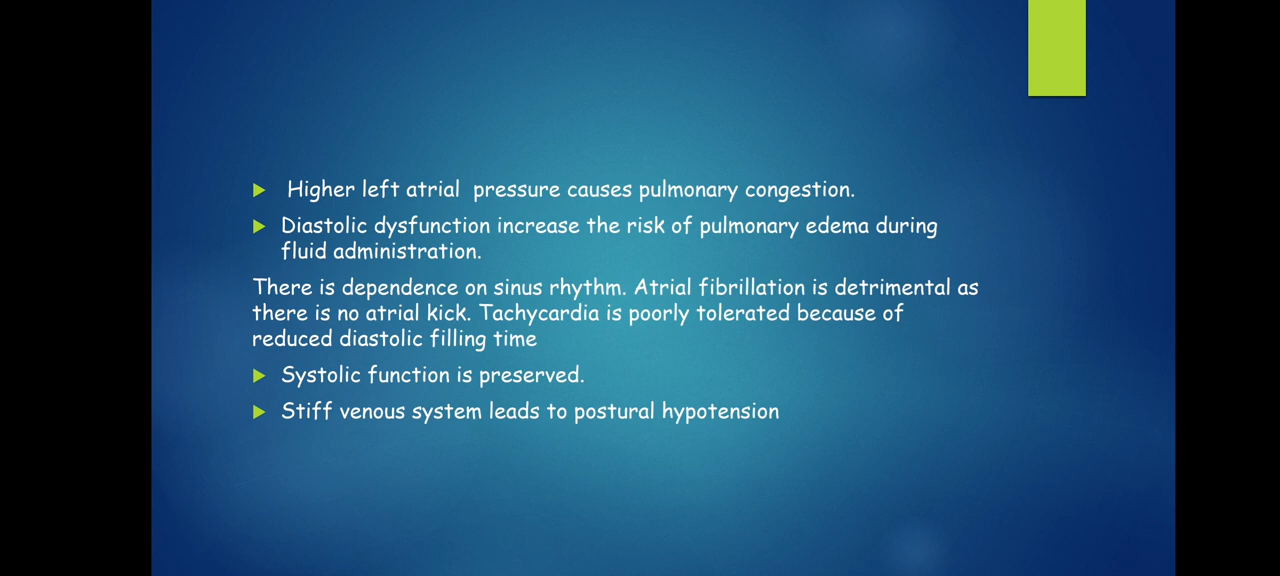 Higher left atrial pressure causes pulmonary congestion.
Diastolic dysfunction increase the risk of pulmonary edema during
fluid administration.
There is dependence on sinus rhythm. Atrial fibrillation is detrimental as
there is no atrial kick. Tachycardia is poorly tolerated because of
reduced diastolic filling time
Systolic function is preserved.
Stiff venous system leads to postural hypotension